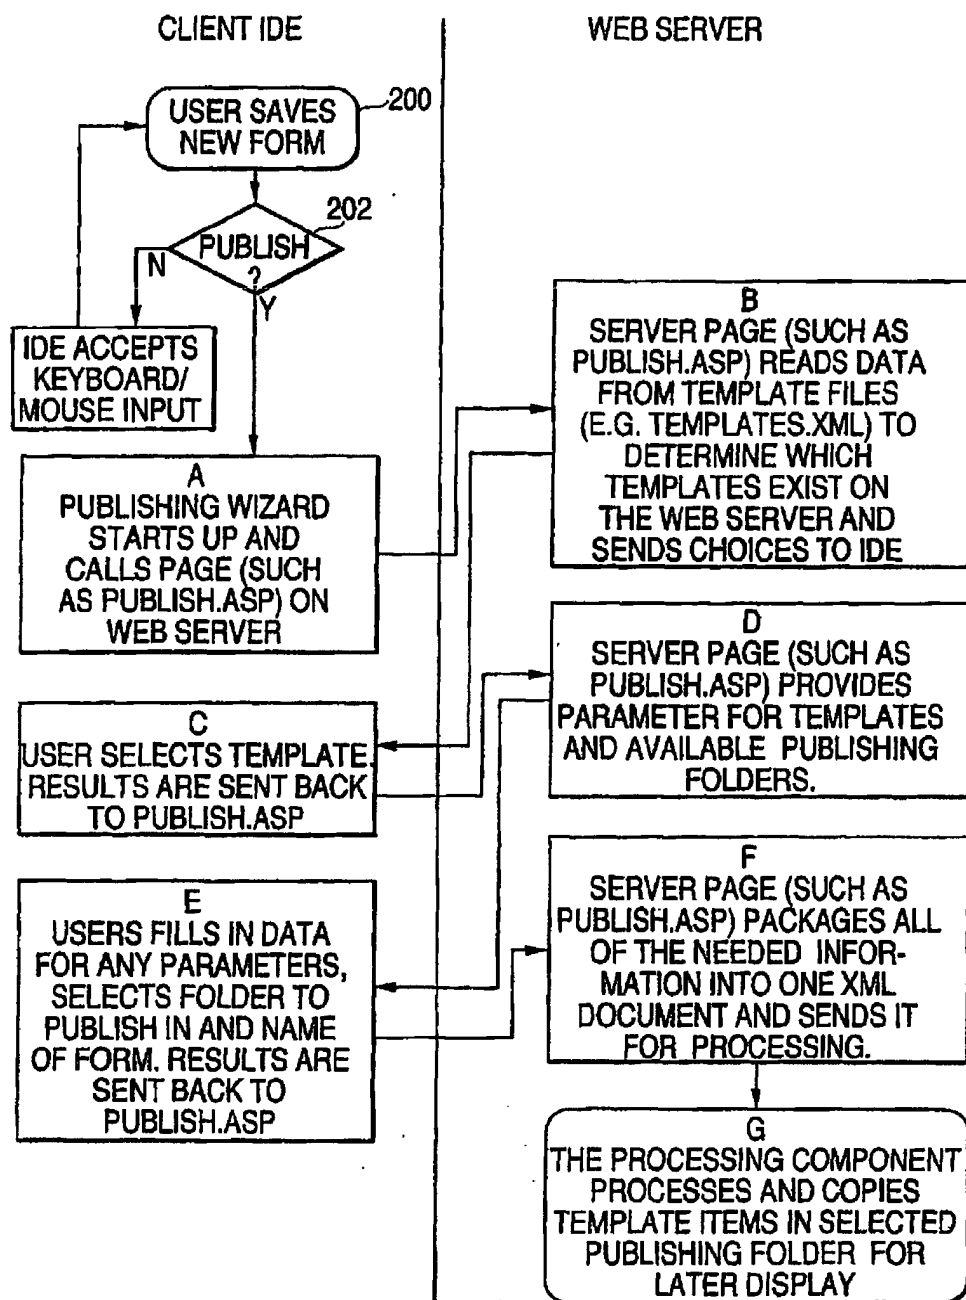 CLIENT IDE
WEB SERVER
USER SAVES
NEW FORM
200
202
PUBLISH
?
N
Y
IDE ACCEPTS
KEYBOARD/
MOUSE INPUT
A
PUBLISHING WIZARD
STARTS UP AND
CALLS PAGE (SUCH
AS PUBLISH.ASP) ON
WEB SERVER
B
SERVER PAGE (SUCH AS
PUBLISH.ASP) READS DATA
FROM TEMPLATE FILES
(E.G. TEMPLATES.XML) TO
DETERMINE WHICH
TEMPLATES EXIST ON
THE WEB SERVER AND
SENDS CHOICES TO IDE
C
USER SELECTS TEMPLATE.
RESULTS ARE SENT BACK
TO PUBLISH.ASP
D
SERVER PAGE (SUCH AS
PUBLISH.ASP) PROVIDES
PARAMETER FOR TEMPLATES
AND AVAILABLE PUBLISHING
FOLDERS.
E
USERS FILLS IN DATA
FOR ANY PARAMETERS,
SELECTS FOLDER TO
PUBLISH IN AND NAME
OF FORM. RESULTS ARE
SENT BACK TO
PUBLISH.ASP
F
SERVER PAGE (SUCH AS
PUBLISH.ASP) PACKAGES ALL
OF THE NEEDED INFOR-
MATION INTO ONE XML
DOCUMENT AND SENDS IT
FOR PROCESSING.
G
THE PROCESSING COMPONENT
PROCESSES AND COPIES
TEMPLATE ITEMS IN SELECTED
PUBLISHING FOLDER FOR
LATER DISPLAY